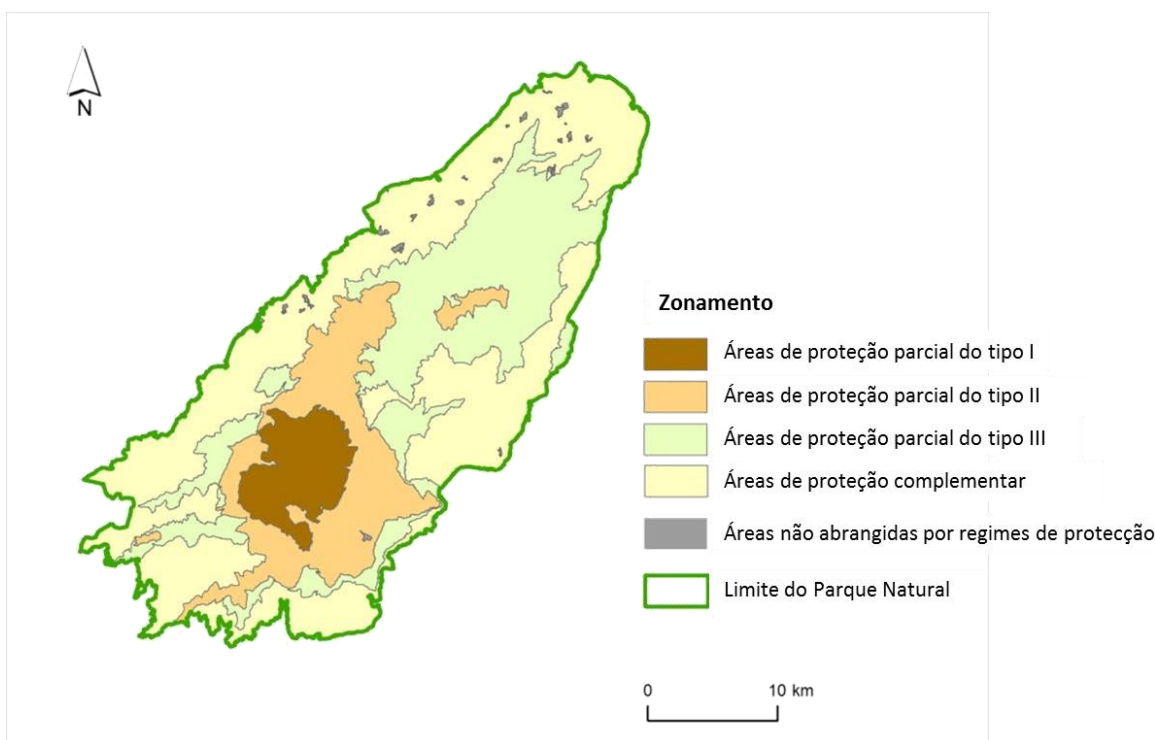 N
Zonamento
Áreas de proteção parcial do tipo I
Áreas de proteção parcial do tipo II
Áreas de proteção parcial do tipo III
Áreas de proteção complementar
Áreas não abrangidas por regimes de protecção
Limite do Parque Natural
0 10 km